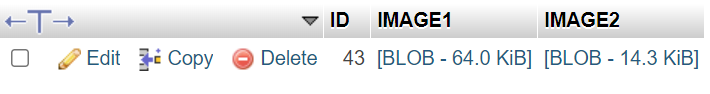 ID IMAGE1 IMAGE2
Edit Copy Delete 43 [BLOB - 64.0 KiB] [BLOB - 14.3 KiB]